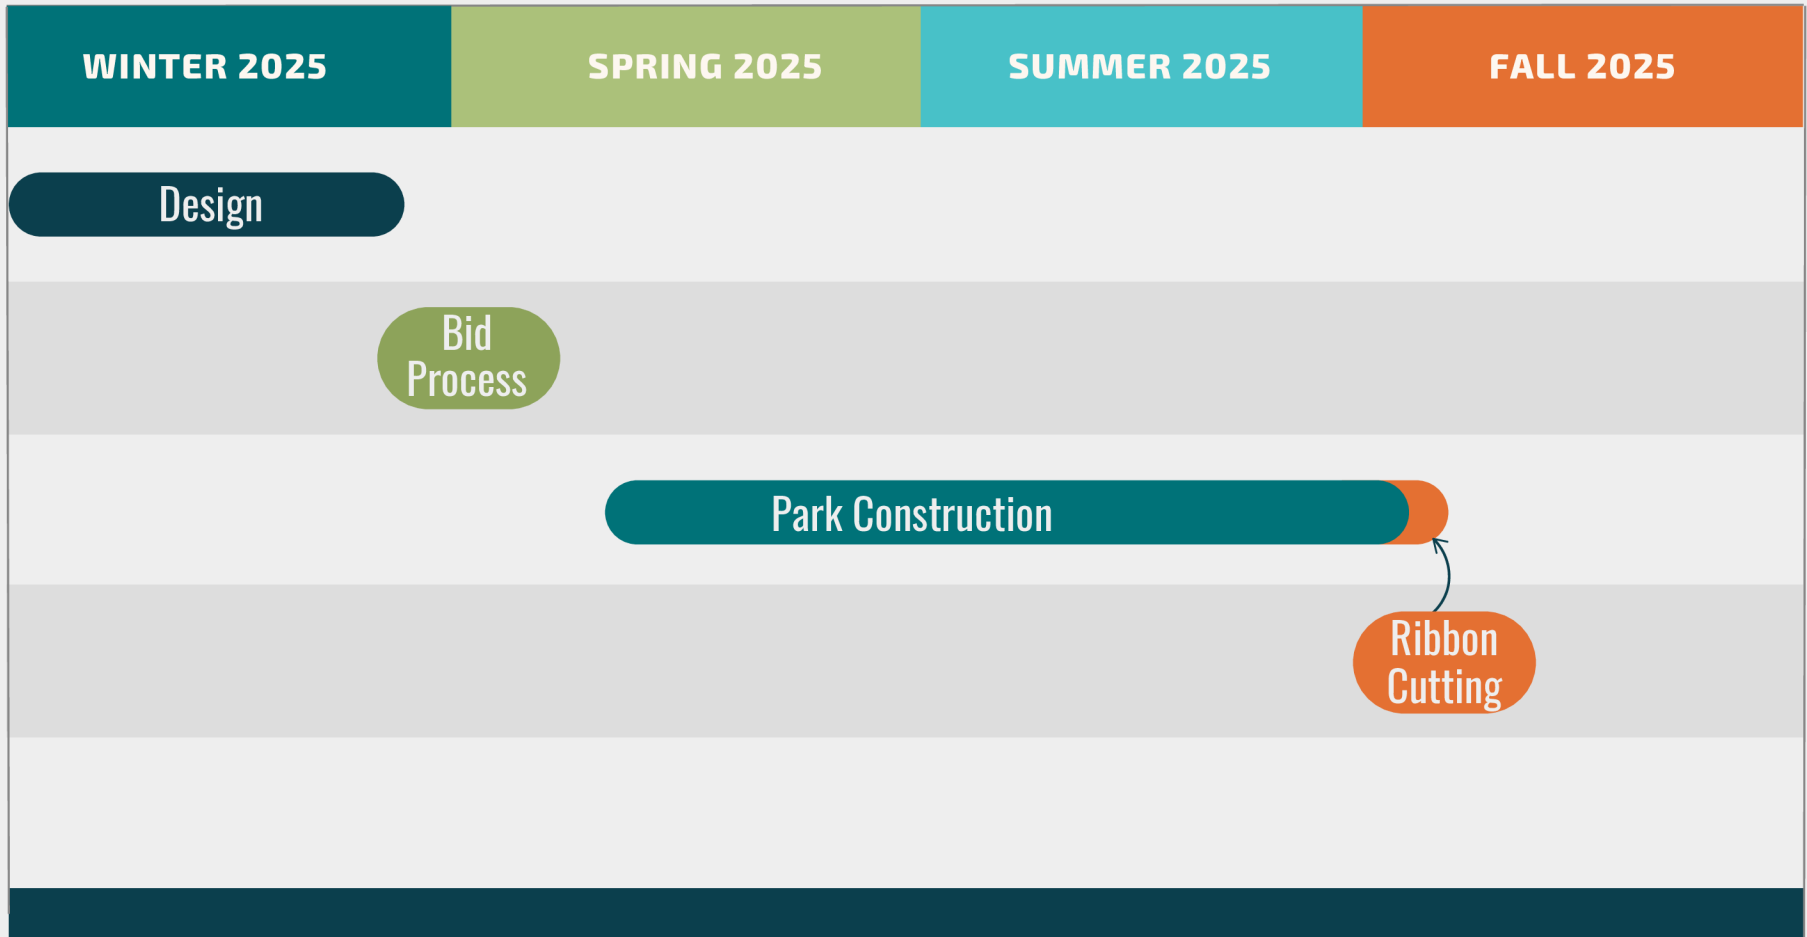 WINTER 2025
SPRING 2025
SUMMER 2025
FALL 2025
Design
Bid
Process
Park Construction
Ribbon
Cutting